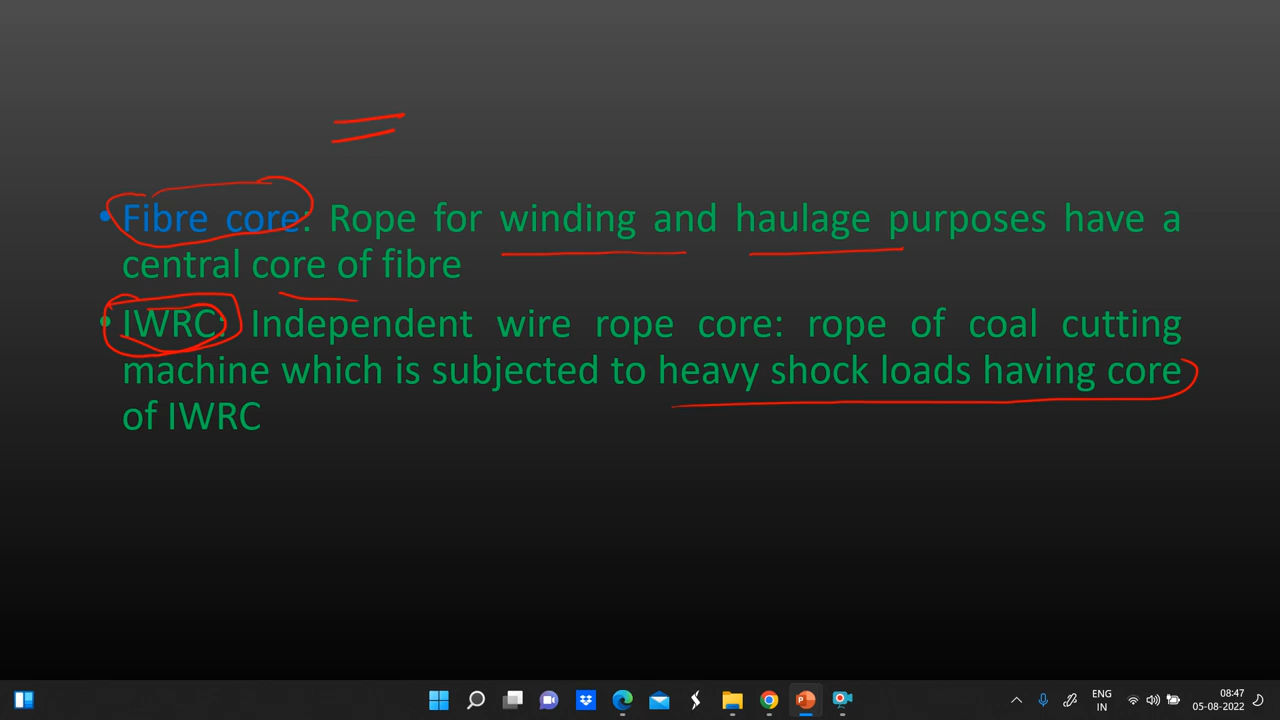 • Fibre core: Rope for winding and haulage purposes have a
central core of fibre
• IWRC: Independent wire rope core: rope of coal cutting
machine which is subjected to heavy shock loads having core
of IWRC
ENG
IN
08:47
05-08-2022